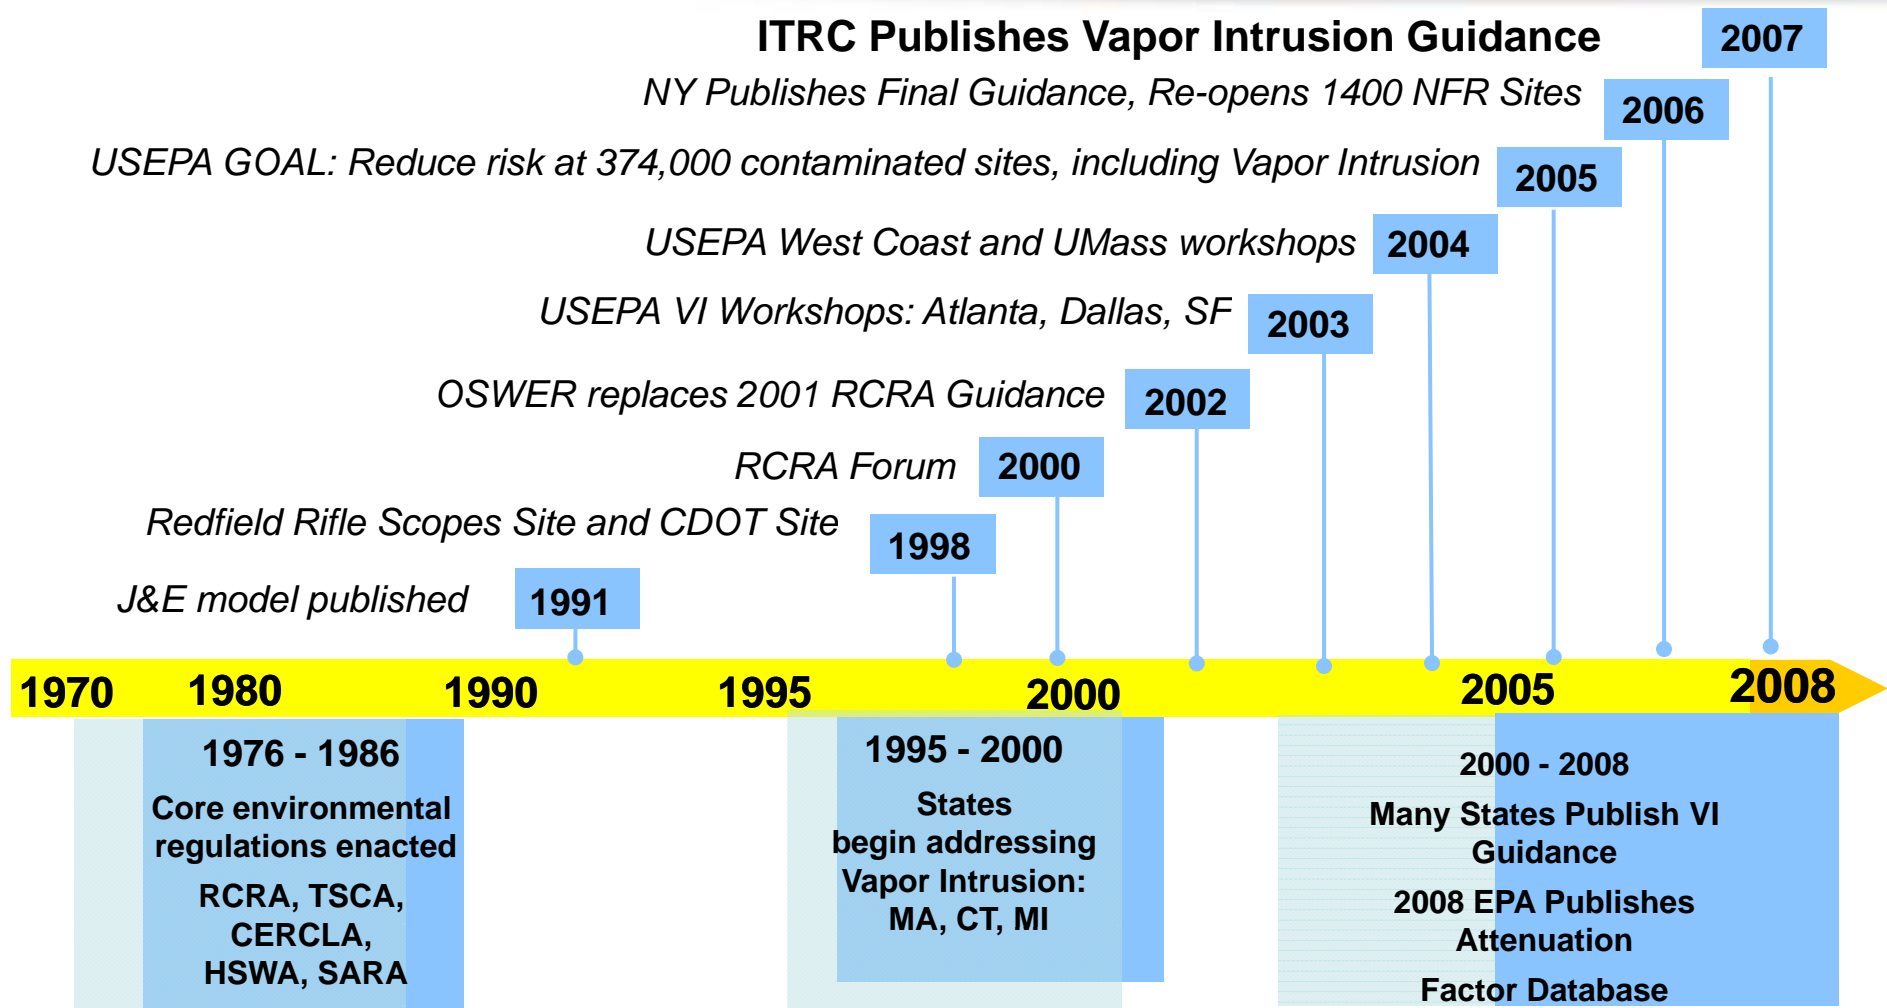 ITRC Publishes Vapor Intrusion Guidance 2007
NY Publishes Final Guidance, Re-opens 1400 NFR Sites 2006
USEPA GOAL: Reduce risk at 374,000 contaminated sites, including Vapor Intrusion 2005
USEPA West Coast and UMass workshops 2004
USEPA VI Workshops: Atlanta, Dallas, SF 2003
OSWER replaces 2001 RCRA Guidance 2002
RCRA Forum 2000
Redfield Rifle Scopes Site and CDOT Site 1998
J&E model published 1991
1970 1980 1990 1995 2000 2005 2008
1976 - 1986
Core environmental
regulations enacted
RCRA, TSCA,
CERCLA,
HSWA, SARA
1995 - 2000
States
begin addressing
Vapor Intrusion:
MA, CT, MI
2000 - 2008
Many States Publish VI
Guidance
2008 EPA Publishes
Attenuation
Factor Database